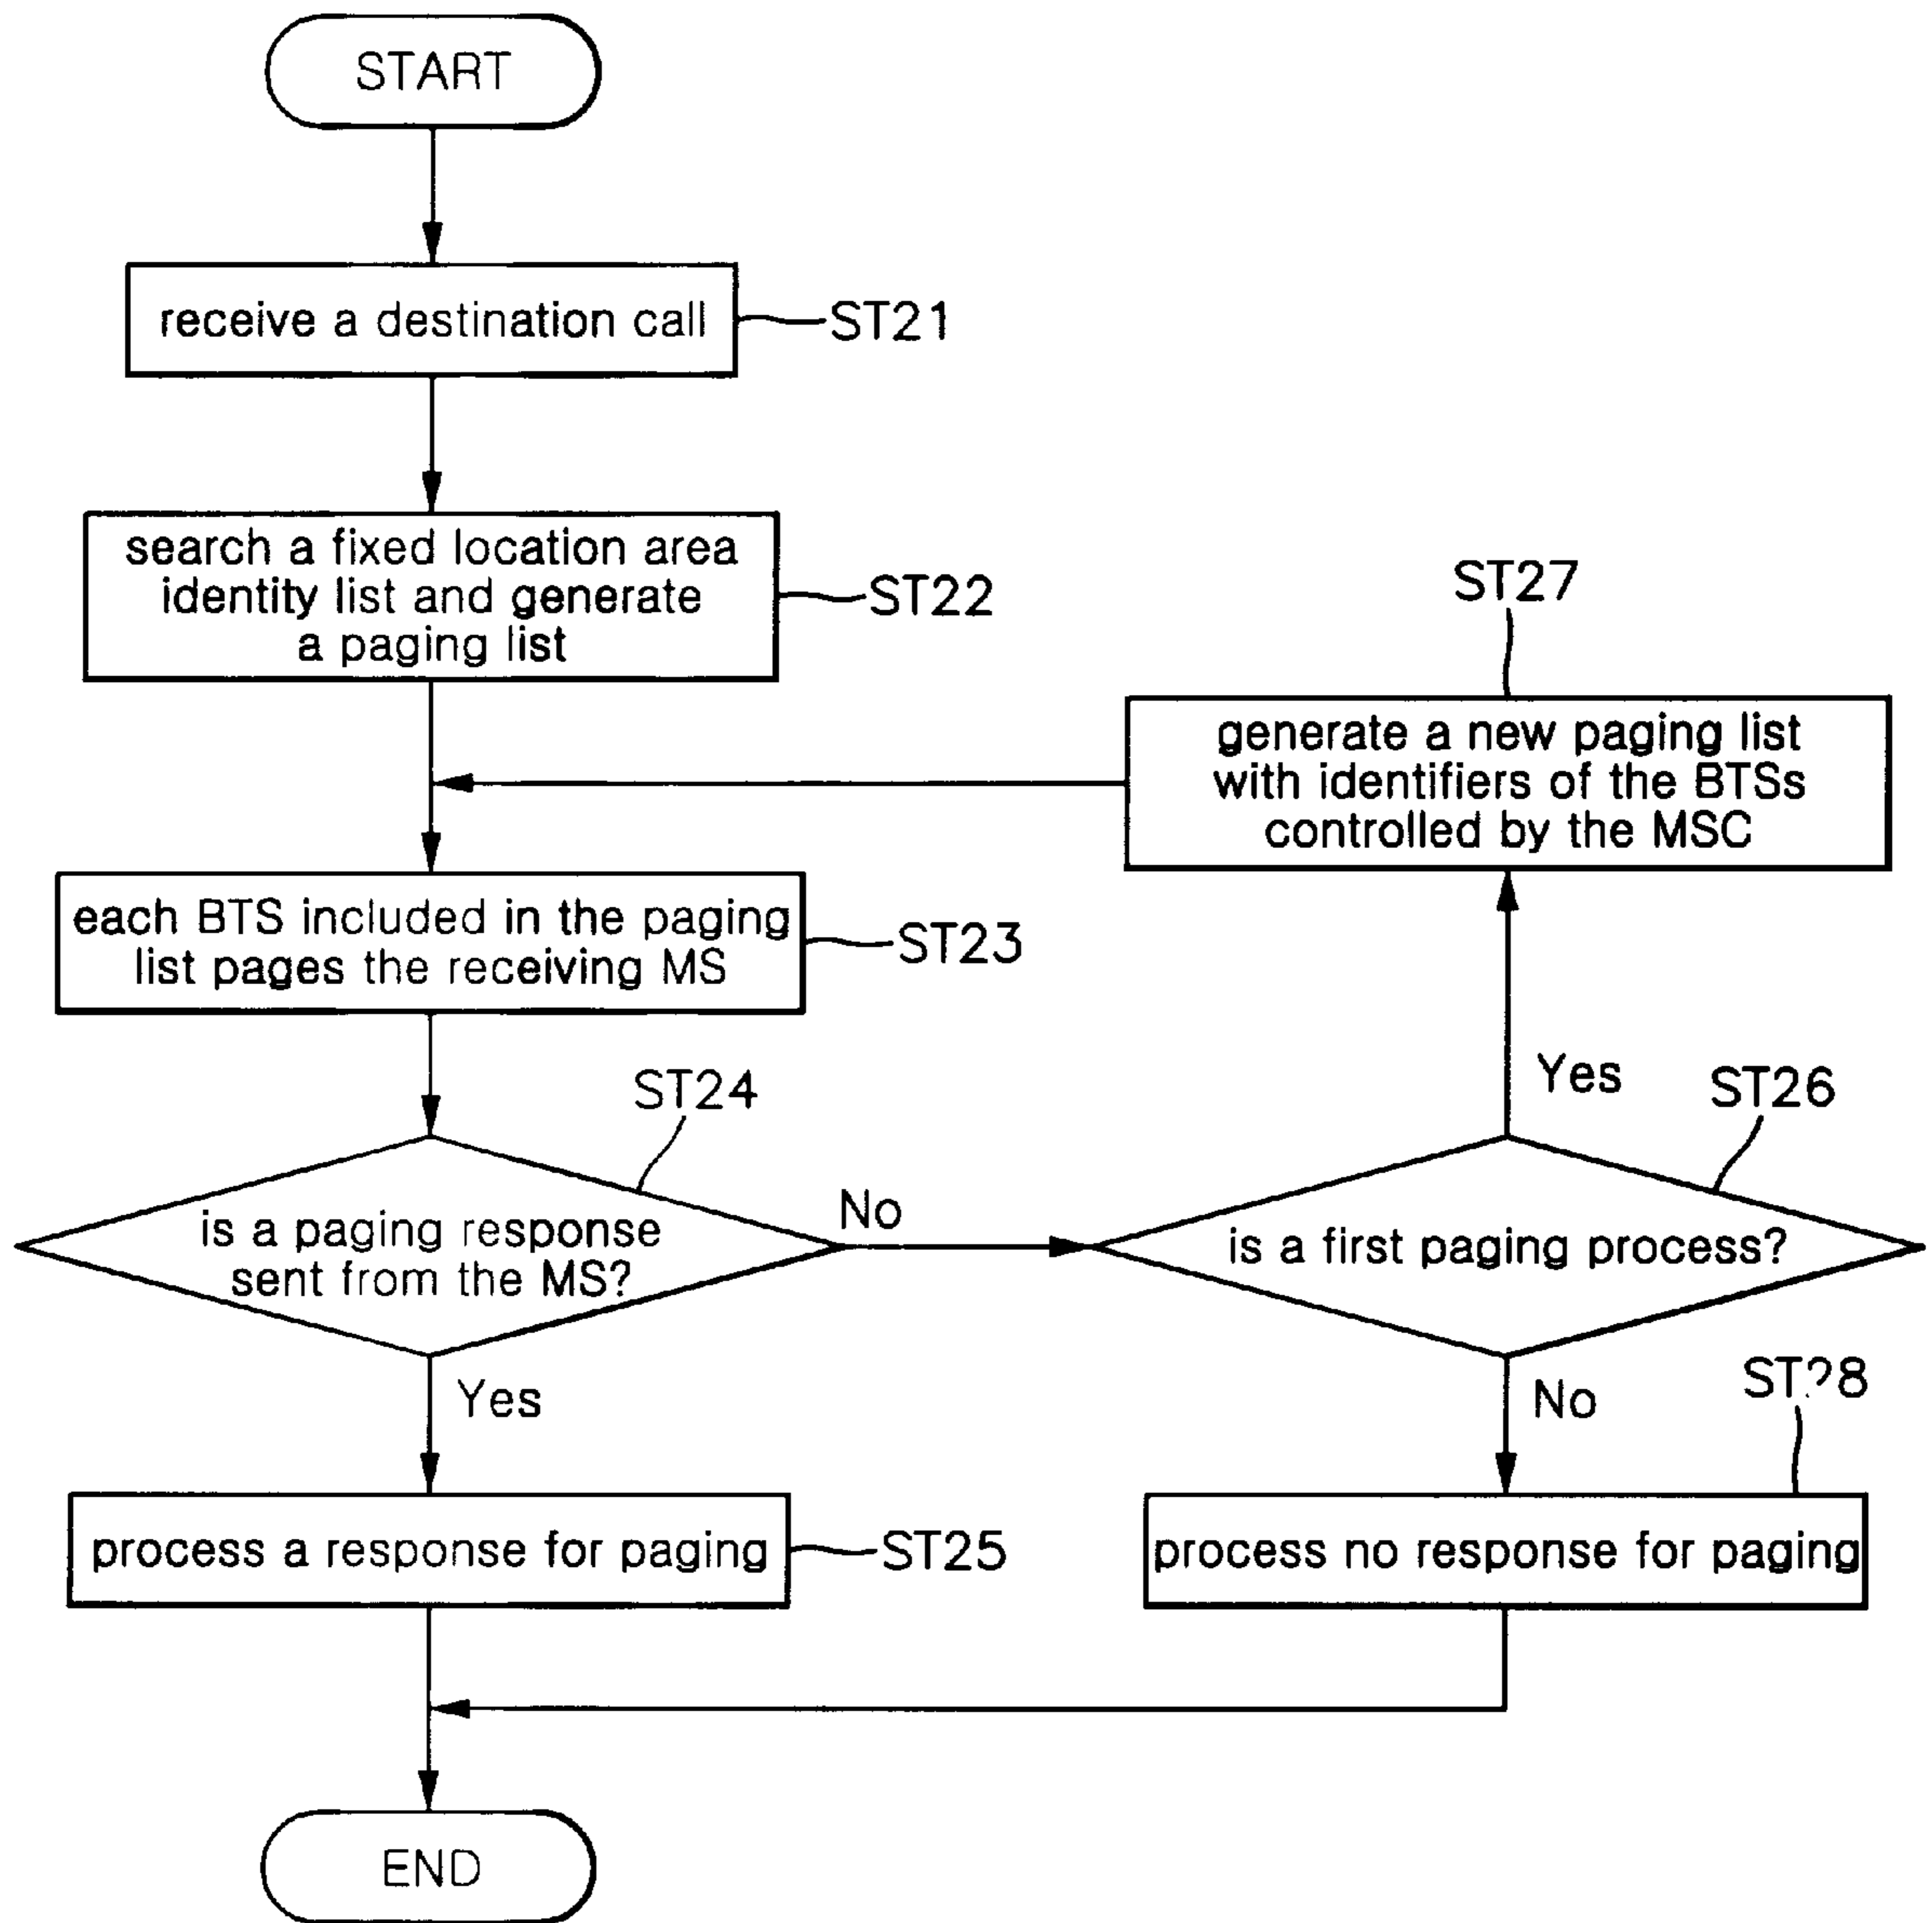 START
receive a destination call
ST21
search a fixed location area
identity list and generate
a paging list
ST22
ST27
generate a new paging list
with identifiers of the BTSs
controlled by the MSC
each BTS included in the paging
list pages the receiving MS
ST23
ST24
Yes
ST26
is a paging response
sent from the MS?
No
is a first paging process?
Yes
No
ST28
process a response for paging
ST25
process no response for paging
END